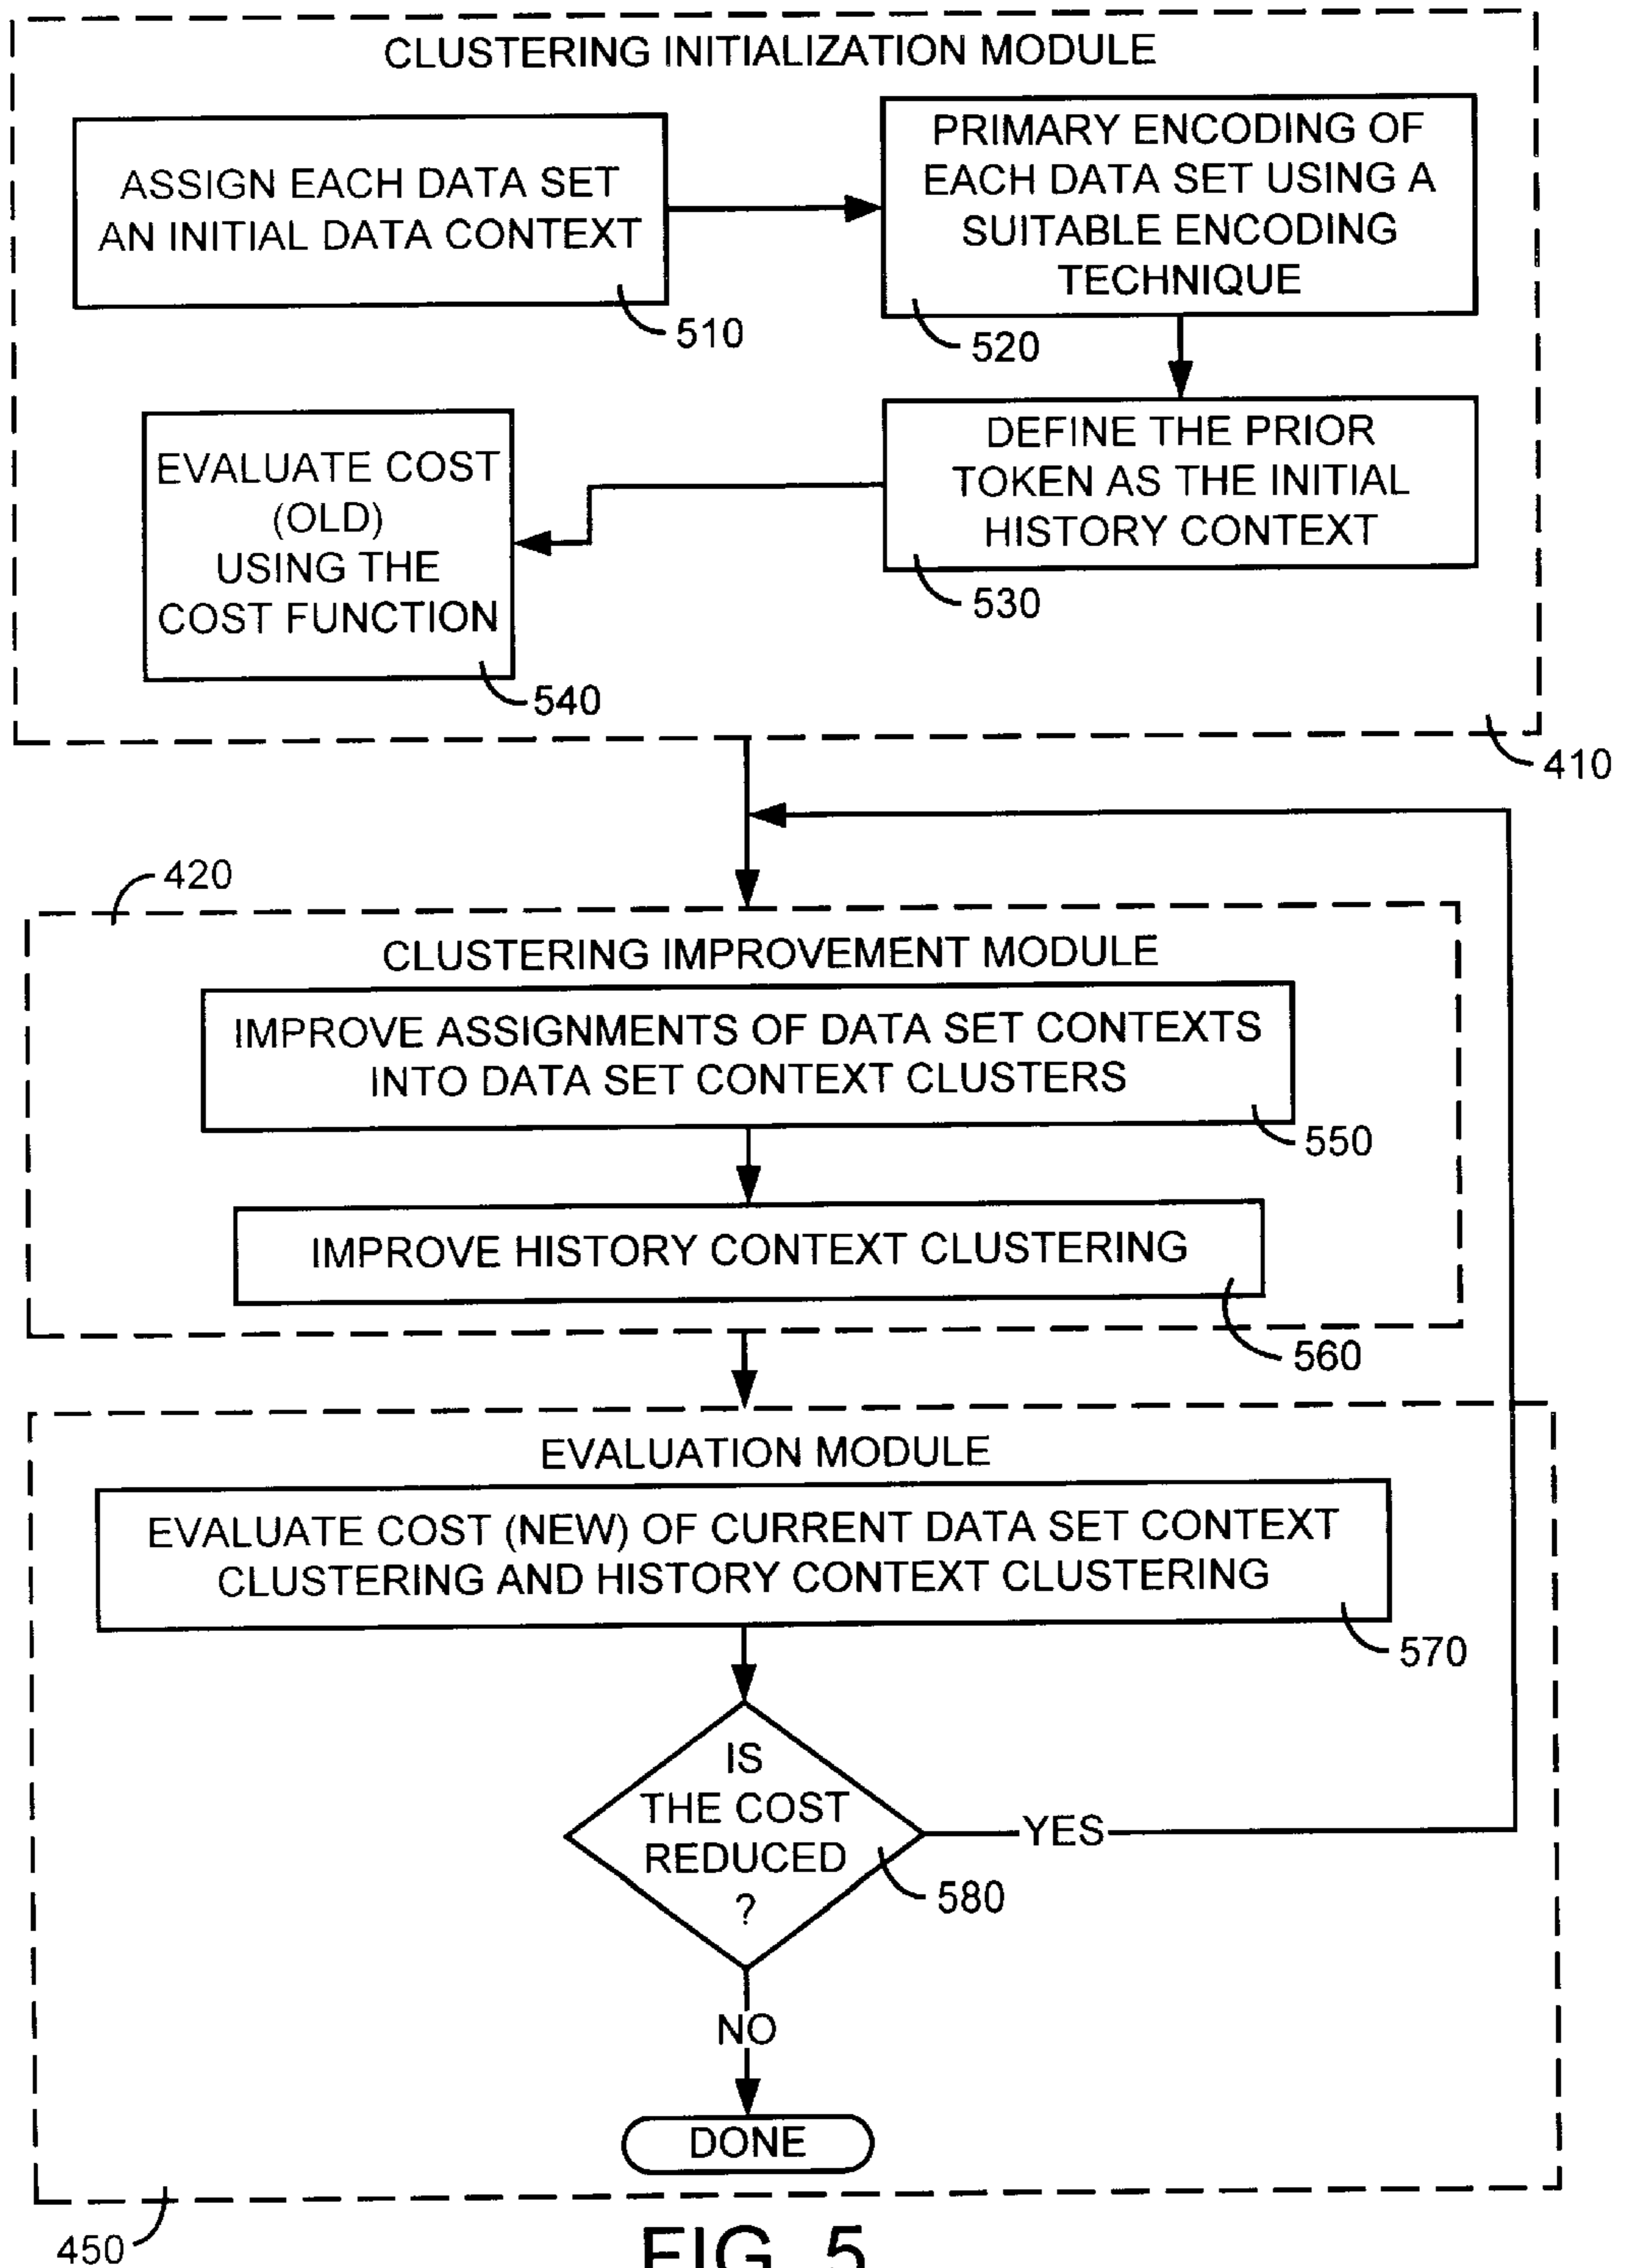 CLUSTERING INITIALIZATION MODULE
ASSIGN EACH DATA SET
AN INITIAL DATA CONTEXT
510
PRIMARY ENCODING OF
EACH DATA SET USING A
SUITABLE ENCODING
TECHNIQUE
520
DEFINE THE PRIOR
TOKEN AS THE INITIAL
HISTORY CONTEXT
530
EVALUATE COST
(OLD)
USING THE
COST FUNCTION
540
410
420
CLUSTERING IMPROVEMENT MODULE
IMPROVE ASSIGNMENTS OF DATA SET CONTEXTS
INTO DATA SET CONTEXT CLUSTERS
550
IMPROVE HISTORY CONTEXT CLUSTERING
560
EVALUATION MODULE
EVALUATE COST (NEW) OF CURRENT DATA SET CONTEXT
CLUSTERING AND HISTORY CONTEXT CLUSTERING
570
IS
THE COST
REDUCED
?
580
YES
NO
DONE
450
FIG. 5